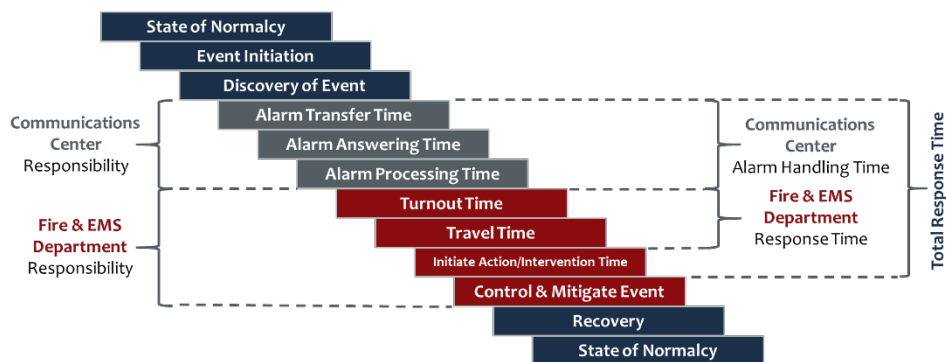 State of Normalcy
Event Initiation
Discovery of Event
Alarm Transfer Time
Alarm Answering Time
Alarm Processing Time
Turnout Time
Travel Time
Initiate Action/Intervention Time
Control & Mitigate Event
Recovery
State of Normalcy
Communications
Center
Responsibility
Fire & EMS
Department
Responsibility
Communications
Center
Alarm Handling Time
Fire & EMS
Department
Response Time
Total Response Time